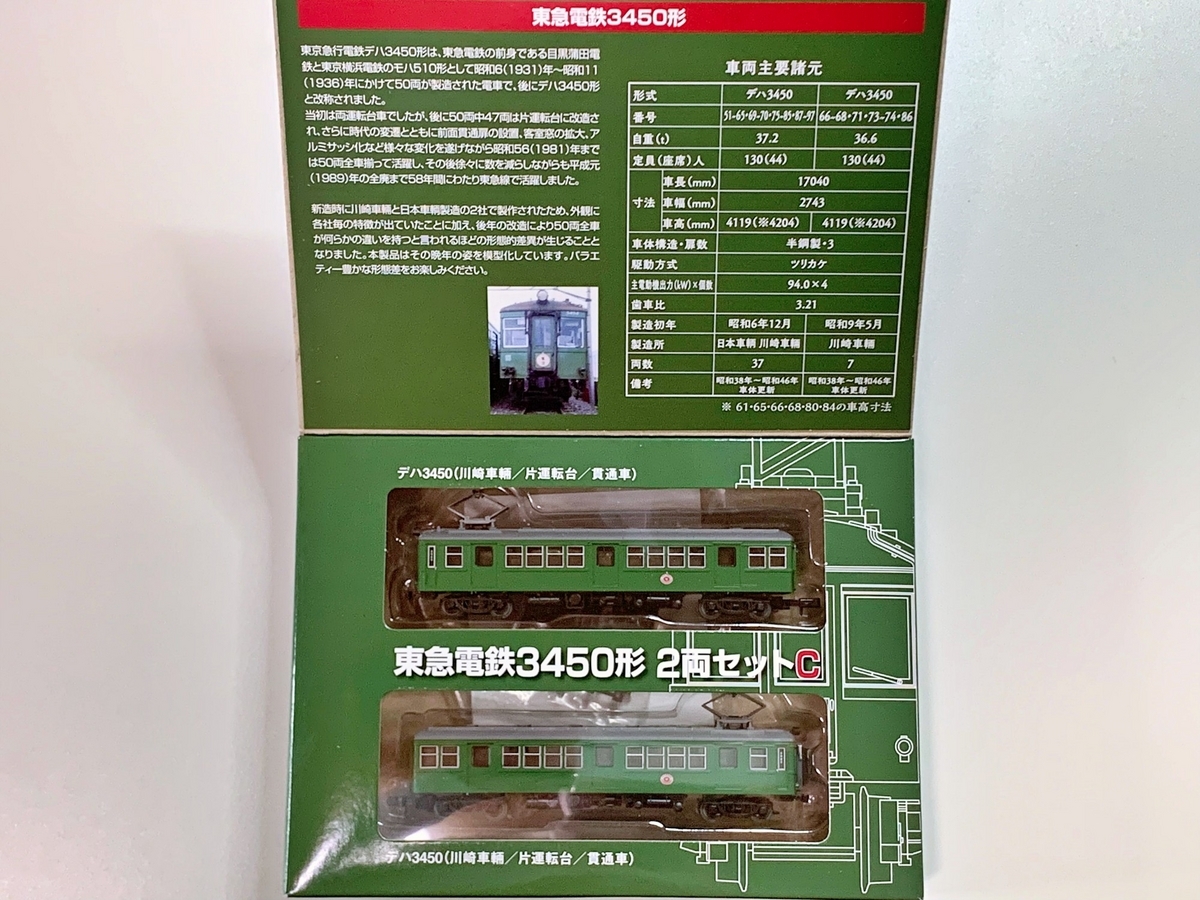 東急電鉄3450形
東京急行電鉄デハ3450形は、東急電鉄の前身である目黒蒲田電
鉄と東京横浜電鉄のモハ510形として昭和6(1931)年〜昭和11
(1936)年にかけて50両が製造された電車で、後にデハ3450形
と改称されました。
当初は両運転台車でしたが、後に50両中47両は片運転台に改造さ
れ、さらに時代の変遷とともに前面貫通扉の設置、客室窓の拡大、ア
ルミサッシ化など様々な変化を遂げながら昭和56(1981)年まで
は50両全車揃って活躍し、その後徐々に数を減らしながらも平成元
(1989)年の全廃まで58年間にわたり東急線で活躍しました。
新造時に川崎車輛と日本車輌製造の2社で製作されたため、外観に
各社毎の特徴が出ていたことに加え、後年の改造により50両全車
が何らかの違いを持つと言われるほどの形態的差異が生じることと
なりました。本製品はその晩年の姿を模型化しています。バラエ
ティー豊かな形態差をお楽しみください。
車両主要諸元
形式 デハ3450 デハ3450
番号 51-65・69-70・75-85・87-97 66-68・71・73-74・86
自重(t) 37.2 36.6
定員(座席)人 130(44) 130(44)
寸法 車長(mm) 17040
車幅(mm) 2743
車高(mm) 4119(※4204) 4119(※4204)
車体構造・扉数 半鋼製・3
駆動方式 ツリカケ
主電動機出力(kW)×個数 94.0×4
歯車比 3.21
製造初年 昭和6年12月 昭和9年5月
製造所 日本車輌 川崎車輛 川崎車輛
両数 37 7
備考 昭和38年〜昭和46年 昭和38年〜昭和46年
車体更新 車体更新
※ 61・65・66・68・80・84の車高寸法
デハ3450(川崎車輛/片運転台/貫通車)
東急電鉄3450形 2両セットC
デハ3450(川崎車輛/片運転台/貫通車)